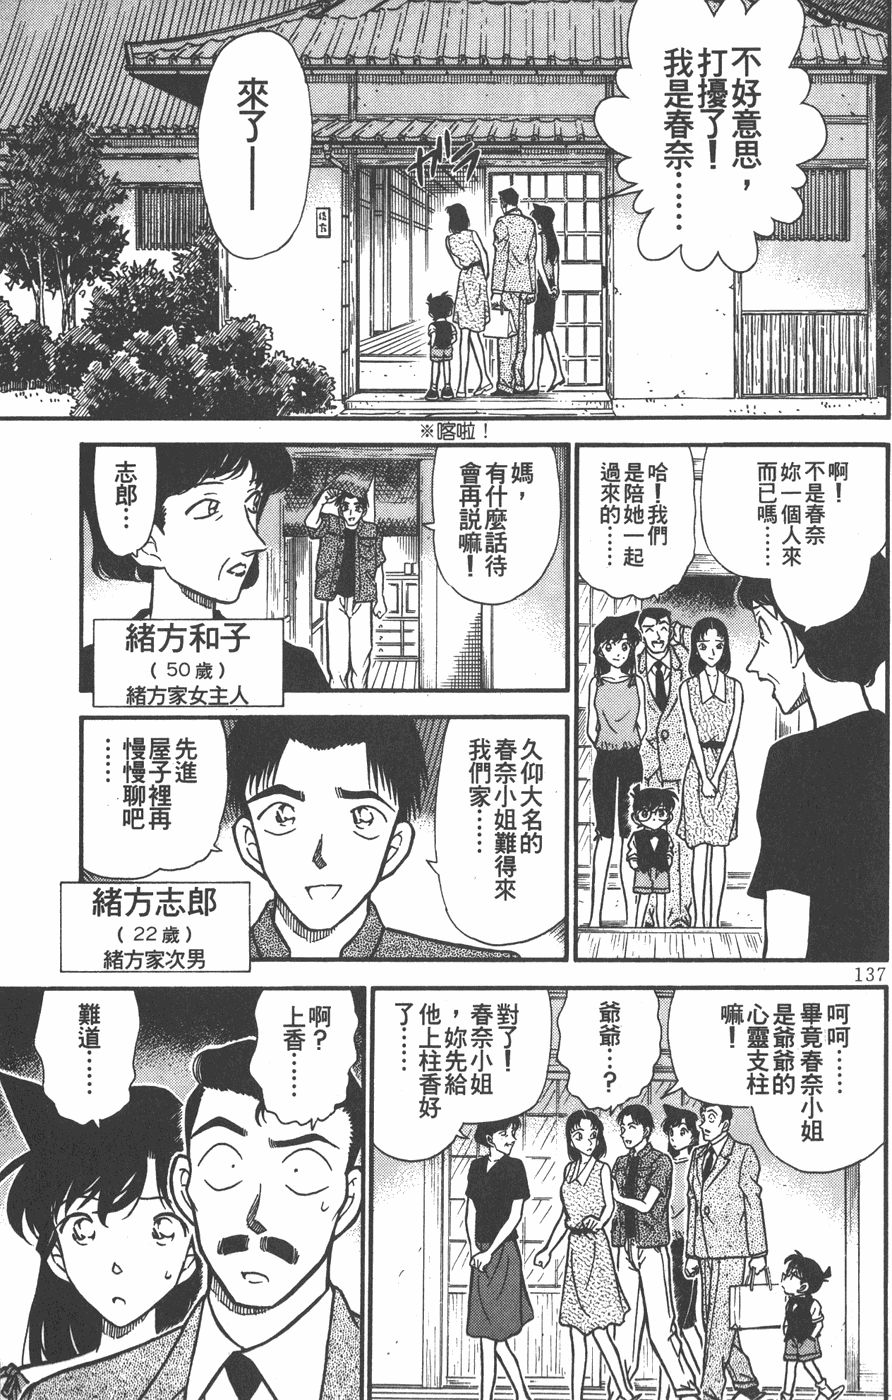 不好意思，
打擾了！
我是春奈……
來了——
ガラ
※喀啦！
啊！
不是春奈
妳一個人來
而已嗎……
哈！我們
是陪她一起
過來的……
媽，
有什麼話待
會再説嘛！
志郎…
緒方和子
（50歲）
緒方家女主人
久仰大名的
春奈小姐難得來
我們家……
先進
屋子裡再
慢慢聊吧
……
緒方志郎
（22歲）
緒方家次男
137
呵呵……
畢竟春奈小姐
是爺爺的
心靈支柱
嘛！
爺爺…？
對了！
春奈小姐
，妳先給
他上柱香好
了……
啊？
上香…
難道……